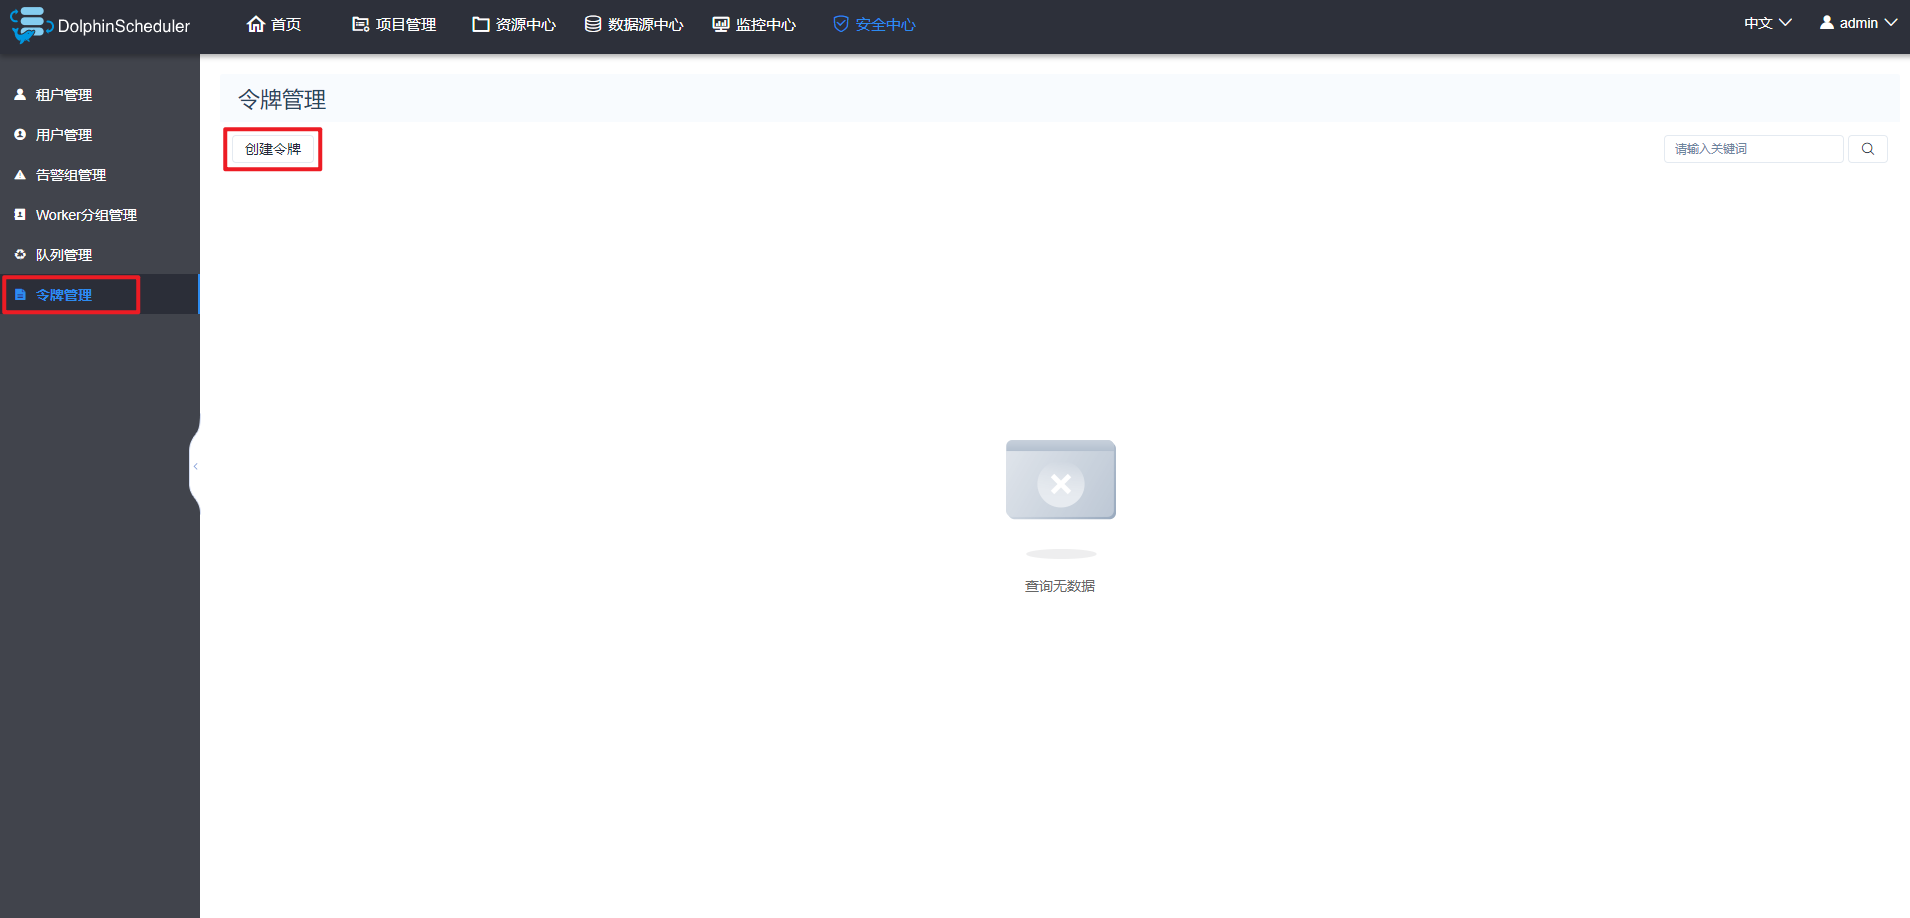 DolphinScheduler
首页
项目管理
资源中心
数据源中心
监控中心
安全中心
中文
admin
租户管理
用户管理
告警组管理
Worker分组管理
队列管理
令牌管理
令牌管理
创建令牌
请输入关键词
查询无数据